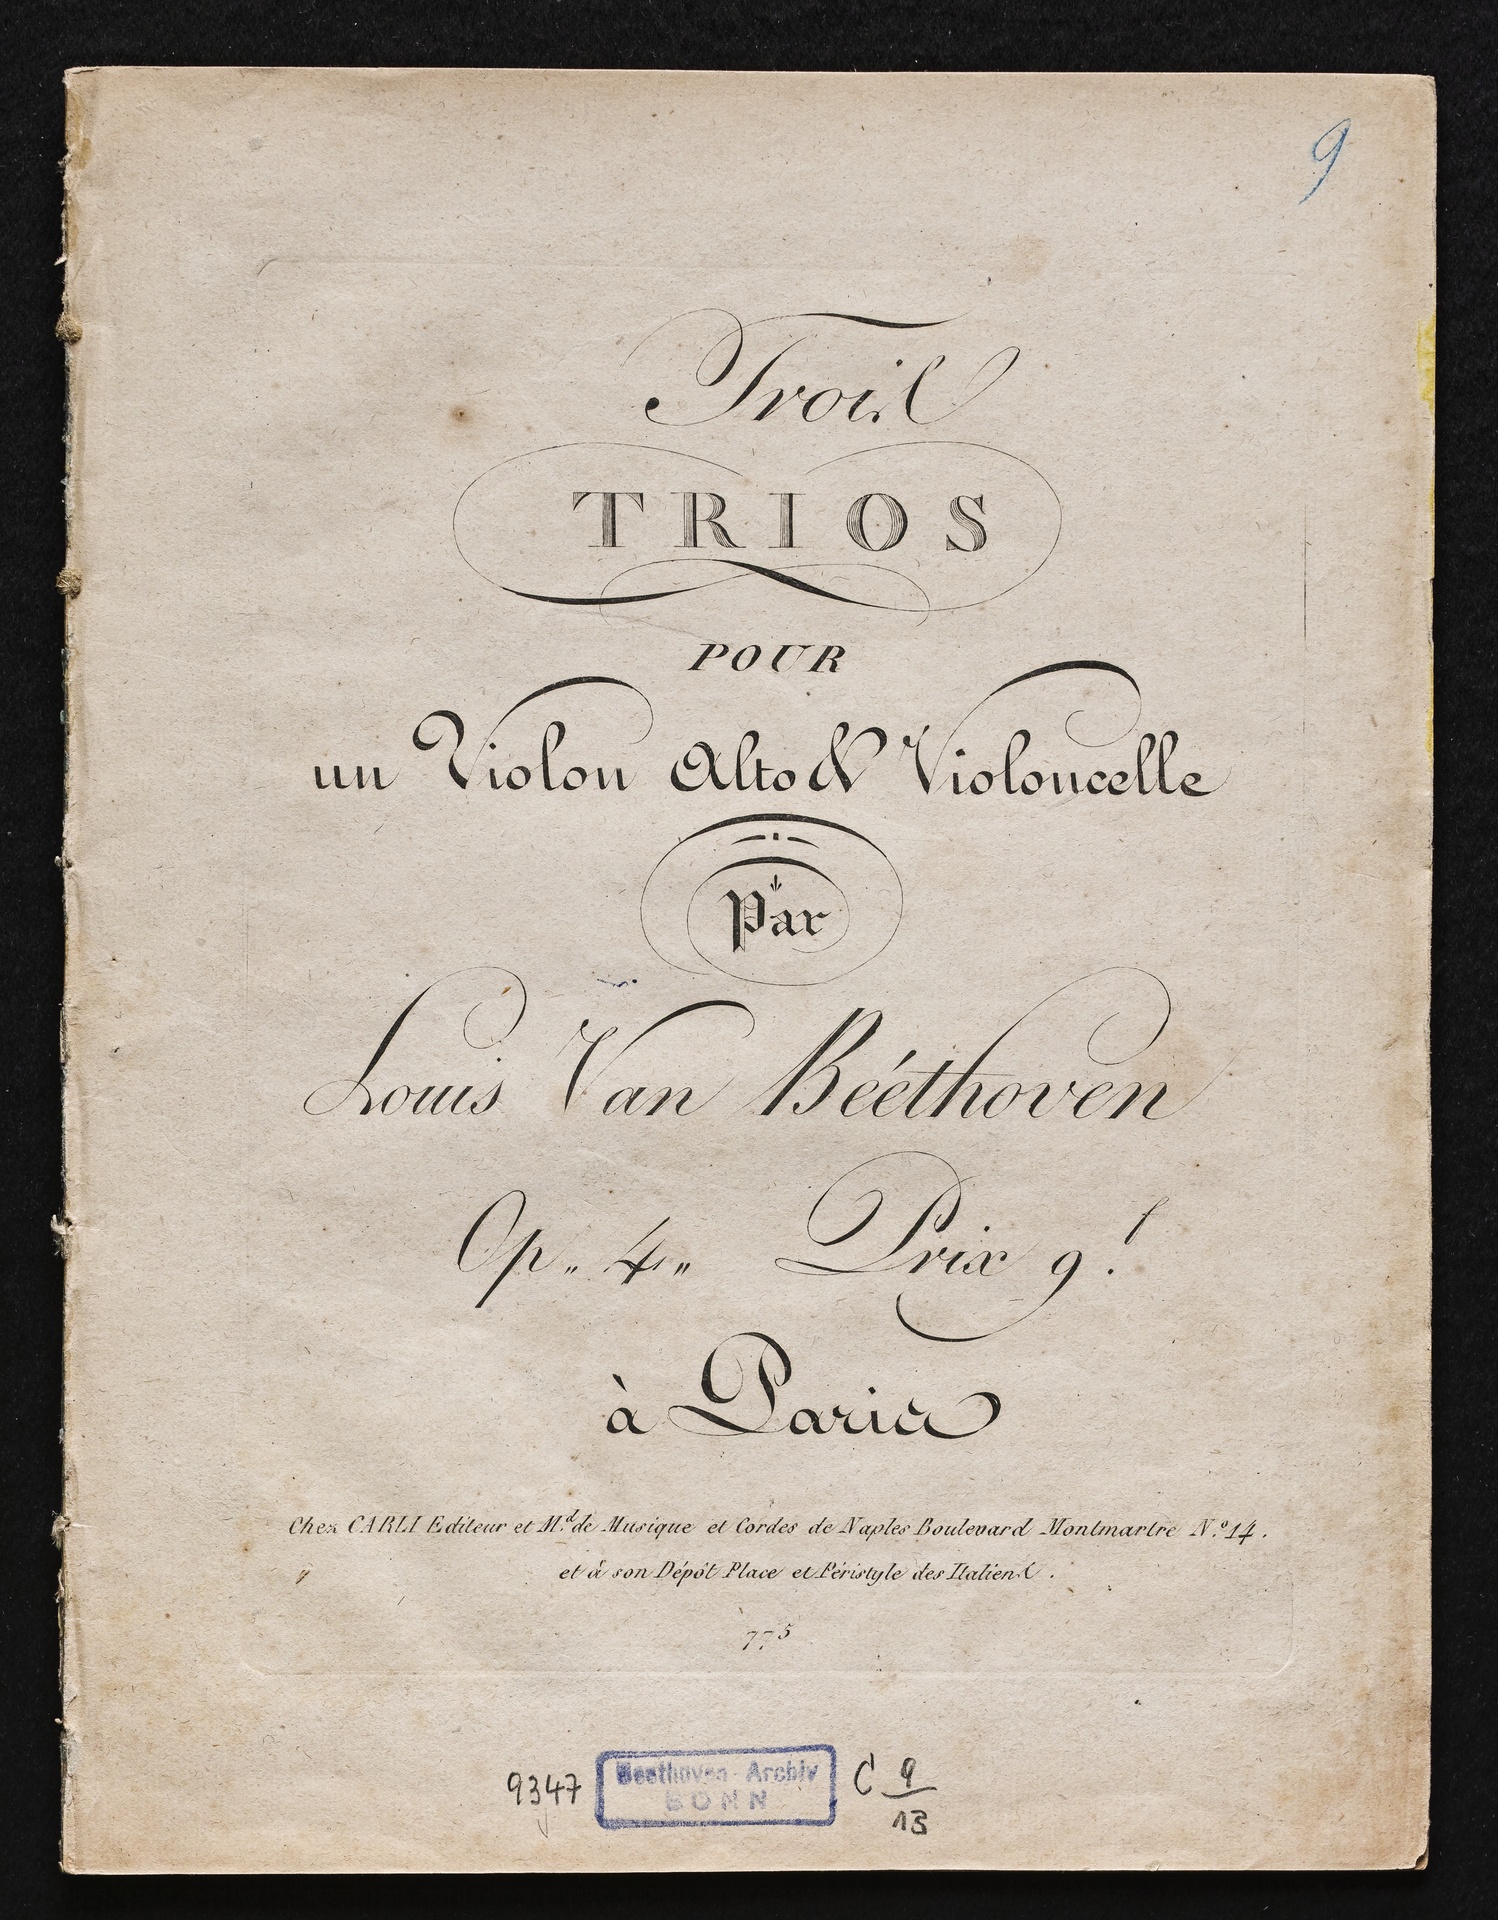 9
Trois
TRIOS
POUR
un Violon Alto & Violoncelle
Par
Louis Van Béethoven
Op. 4. Prix 9.f
à Paris
Chez CARLI Editeur et M.d de Musique et Cordes de Naples Boulevard Montmartre N.o 14.
et à son Dépôt Place et Péristyle des Italiens.
775
9347 Beethoven-Archiv C 9
BONN 13